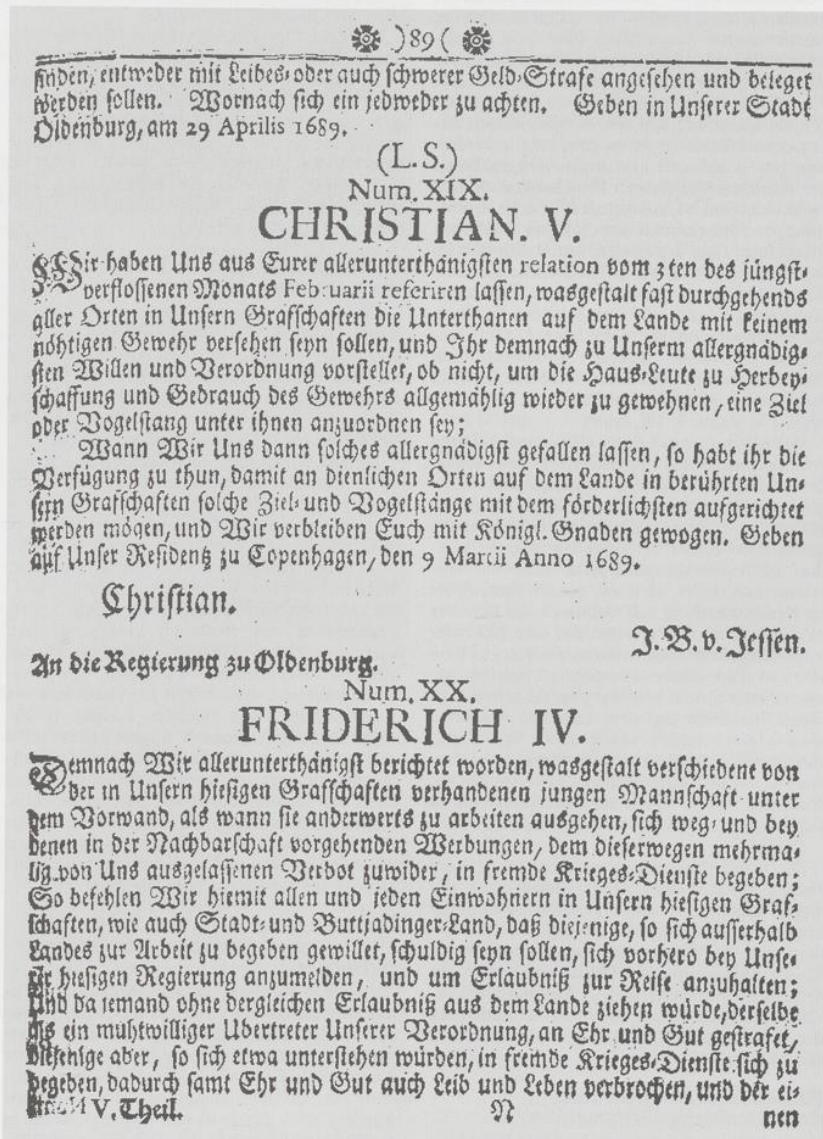 )89(
finden, entweder mit Leibes- oder auch schwerer Geld-Strafe angesehen und beleget
werden sollen. Wornach sich ein jedweder zu achten. Geben in Unserer Stadt
Oldenburg, am 29 Aprilis 1689.
(L.S.)
Num. XIX.
CHRISTIAN. V.
Wir haben Uns aus Eurer allerunterthänigsten relation vom 3ten des jüngst-
verflossenen Monats Februarii referiren lassen, wasgestalt fast durchgehends
aller Orten in Unsern Grafschaften die Unterthanen auf dem Lande mit keinem
nöhtigen Gewehr versehen seyn sollen, und Ihr demnach zu Unserm allergnädig-
sten Willen und Verordnung vorstellet, ob nicht, um die Haus-Leute zu Herbey-
schaffung und Gebrauch des Gewehrs allgemählig wieder zu gewehnen, eine Ziel
oder Vogelstang unter ihnen anzuordnen sey;
Wann Wir Uns dann solches allergnädigst gefallen lassen, so habt ihr die
Verfügung zu thun, damit an dienlichen Orten auf dem Lande in berührten Un-
sern Grafschaften solche Ziel- und Vogelstänge mit dem förderlichsten aufgerichtet
werden mögen, und Wir verbleiben Euch mit Königl. Gnaden gewogen. Geben
auf Unser Residentz zu Copenhagen, den 9 Martii Anno 1689.
Christian.
J. B. v. Jessen.
An die Regierung zu Oldenburg.
Num. XX.
FRIDERICH IV.
Demnach Wir allerunterthänigst berichtet worden, wasgestalt verschiedene von
der in Unsern hiesigen Grafschaften verhandenen jungen Mannschaft unter
dem Vorwand, als wann sie anderwerts zu arbeiten ausgehen, sich weg- und bey
denen in der Nachbarschaft vorgehenden Werbungen, dem dieserwegen mehrma-
lig von Uns ausgelassenen Verbot zuwider, in fremde Krieges-Dienste begeben;
So befehlen Wir hiemit allen und jeden Einwohnern in Unsern hiesigen Graf-
schaften, wie auch Stadt- und Buttjadinger-Land, daß diejenige, so sich ausserhalb
Landes zur Arbeit zu begeben gewillet, schuldig seyn sollen, sich vorhero bey Unse-
rer hiesigen Regierung anzumelden, und um Erlaubniß zur Reise anzuhalten;
Und da iemand ohne dergleichen Erlaubniß aus dem Lande ziehen würde, derselbe
als ein muhtwilliger Ubertreter Unserer Verordnung, an Ehr und Gut gestrafet,
diejenige aber, so sich etwa unterstehen würden, in fremde Krieges-Dienste sich zu
begeben, dadurch samt Ehr und Gut auch Leib und Leben verbrochen, und der ei-
V. Theil. N nen